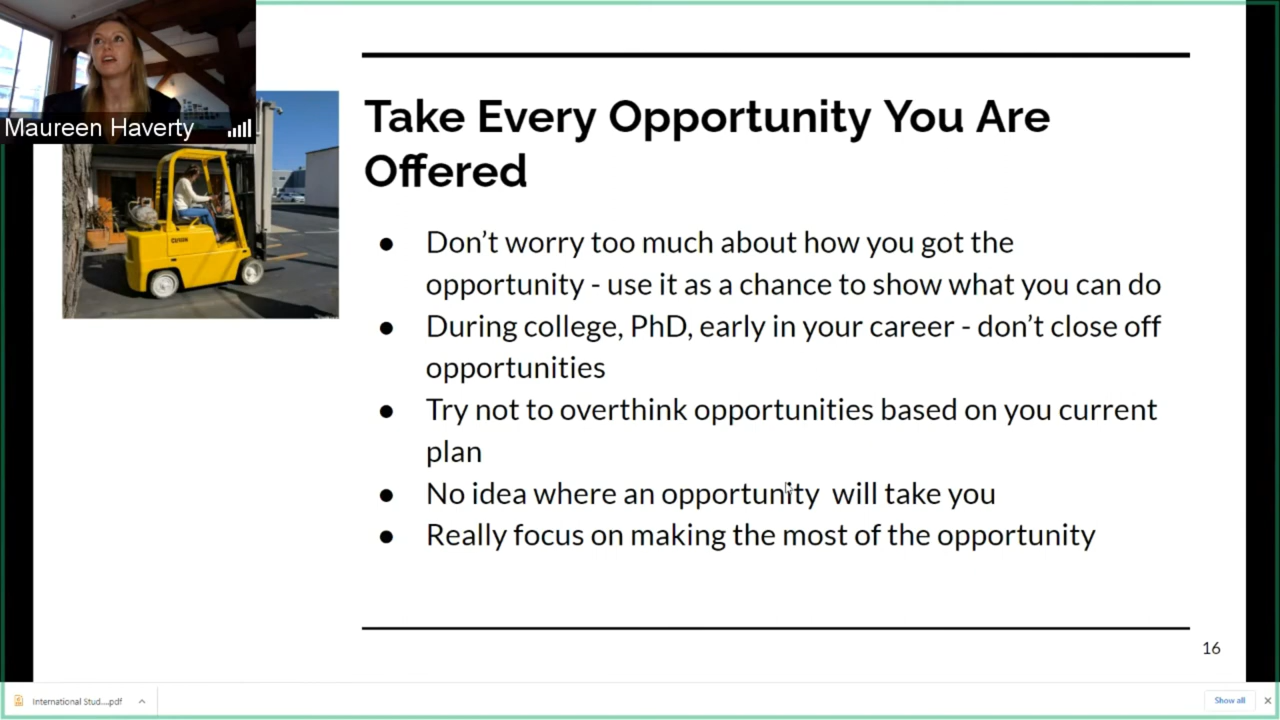 Maureen Haverty
Take Every Opportunity You Are
Offered
● Don’t worry too much about how you got the
opportunity - use it as a chance to show what you can do
● During college, PhD, early in your career - don’t close off
opportunities
● Try not to overthink opportunities based on you current
plan
● No idea where an opportunity  will take you
● Really focus on making the most of the opportunity
16
International Stud....pdf
Show all